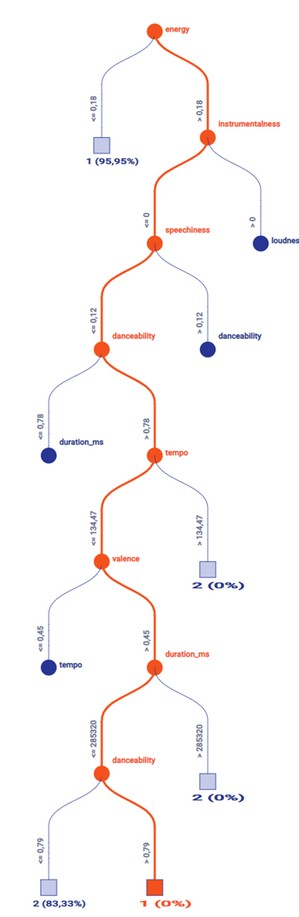 energy
<= 0,18
> 0,18
1 (95,95%)
instrumentalness
<= 0
> 0
speechiness
loudnes
<= 0,12
> 0,12
danceability
danceability
<= 0,78
> 0,78
duration_ms
tempo
<= 134,47
> 134,47
valence
2 (0%)
<= 0,45
> 0,45
tempo
duration_ms
<= 285320
> 285320
danceability
2 (0%)
<= 0,79
> 0,79
2 (83,33%)
1 (0%)